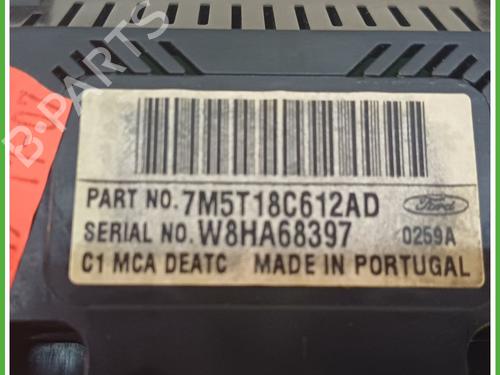 B-PARTS
PART NO. 7M5T18C612AD
Ford
SERIAL NO. W8HA68397 0259A
C1 MCA DEATC MADE IN PORTUGAL